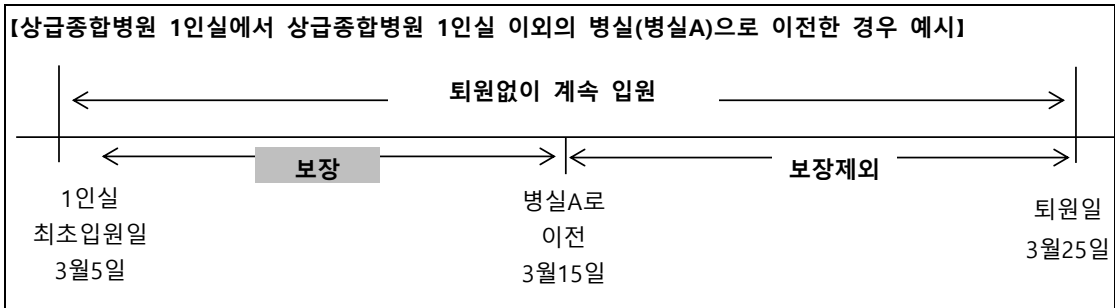 【상급종합병원 1인실에서 상급종합병원 1인실 이외의 병실(병실A)으로 이전한 경우 예시】
퇴원없이 계속 입원
보장
보장제외
1인실
최초입원일
3월5일
병실A로
이전
3월15일
퇴원일
3월25일